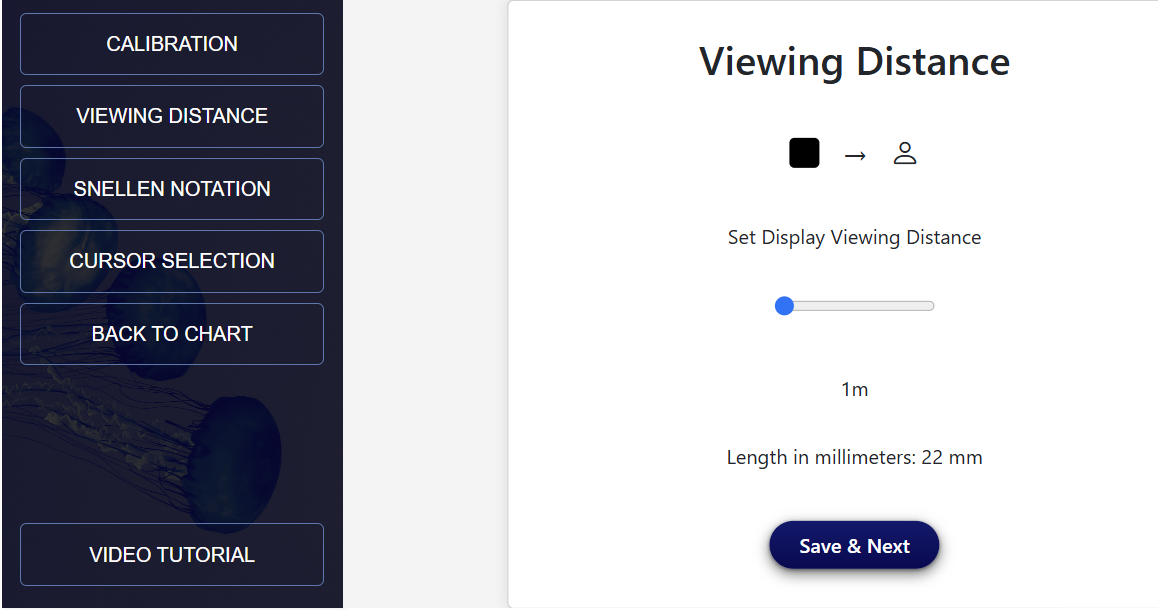 CALIBRATION
VIEWING DISTANCE
SNELLEN NOTATION
CURSOR SELECTION
BACK TO CHART
VIDEO TUTORIAL
Viewing Distance
→
Set Display Viewing Distance
1m
Length in millimeters: 22 mm
Save & Next